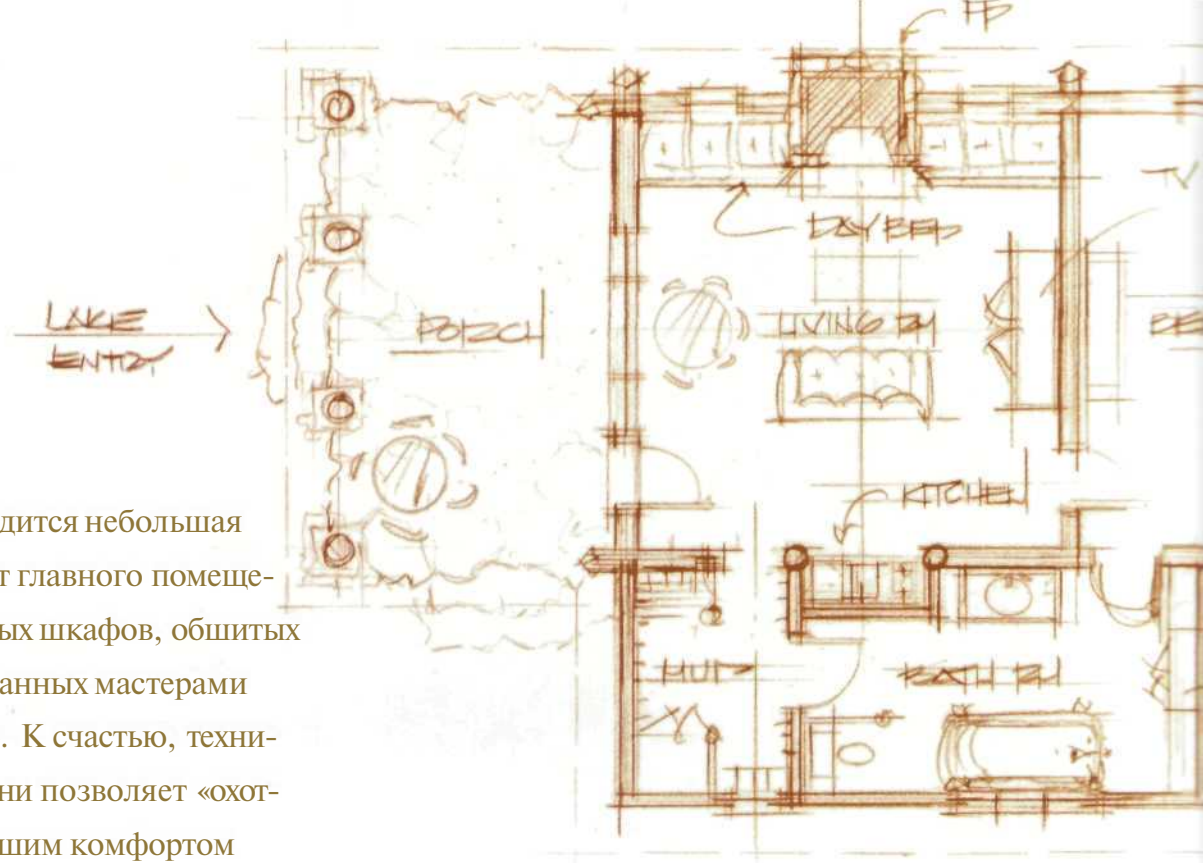 FP
TV
DAY BED
LAKE
ENTRY
PORCH
LIVING RM
KITCHEN
дится небольшая
т главного помеще-
ых шкафов, обшитых
анных мастерами
. К счастью, техни-
MUD
BATH RM
ни позволяет «охот-
шим комфортом